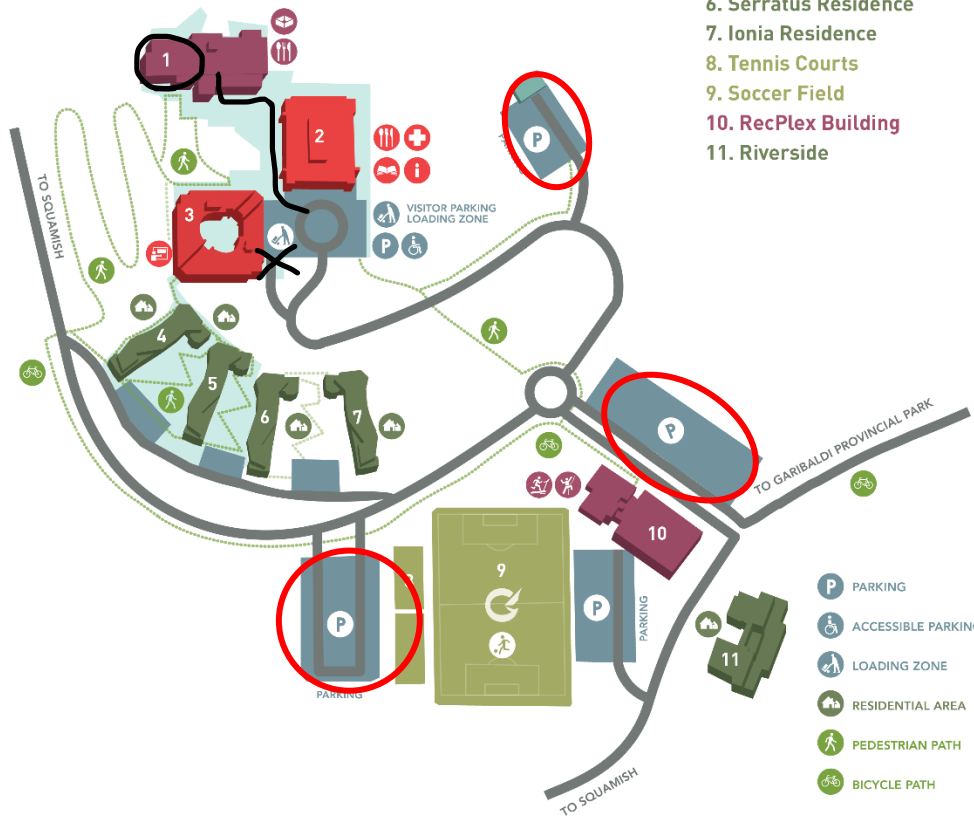 6. Serratus Residence
7. Ionia Residence
8. Tennis Courts
9. Soccer Field
10. RecPlex Building
11. Riverside
1
2
P
3
VISITOR PARKING
LOADING ZONE
P
TO SQUAMISH
4
5
6
7
P
TO GARIBALDI PROVINCIAL PARK
10
9
P
P
PARKING
PARKING
11
TO SQUAMISH
P PARKING
ACCESSIBLE PARKIN
LOADING ZONE
RESIDENTIAL AREA
PEDESTRIAN PATH
BICYCLE PATH